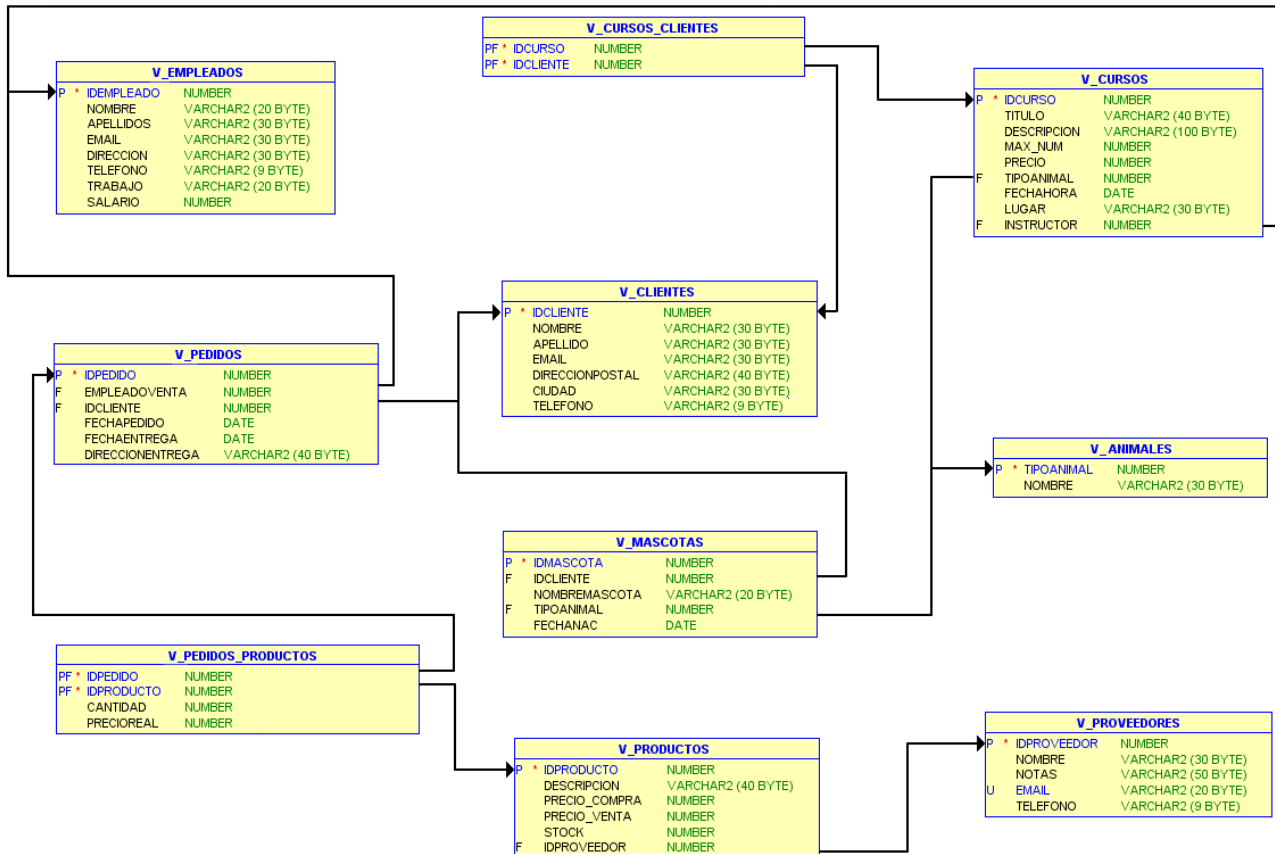 V_CURSOS_CLIENTES
PF * IDCURSO NUMBER
PF * IDCLIENTE NUMBER
V_EMPLEADOS
P * IDEMPLEADO NUMBER
NOMBRE VARCHAR2 (20 BYTE)
APELLIDOS VARCHAR2 (30 BYTE)
EMAIL VARCHAR2 (30 BYTE)
DIRECCION VARCHAR2 (30 BYTE)
TELEFONO VARCHAR2 (9 BYTE)
TRABAJO VARCHAR2 (20 BYTE)
SALARIO NUMBER
V_CURSOS
P * IDCURSO NUMBER
TITULO VARCHAR2 (40 BYTE)
DESCRIPCION VARCHAR2 (100 BYTE)
MAX_NUM NUMBER
PRECIO NUMBER
F TIPOANIMAL NUMBER
FECHAHORA DATE
LUGAR VARCHAR2 (30 BYTE)
F INSTRUCTOR NUMBER
V_CLIENTES
P * IDCLIENTE NUMBER
NOMBRE VARCHAR2 (30 BYTE)
APELLIDO VARCHAR2 (30 BYTE)
EMAIL VARCHAR2 (30 BYTE)
DIRECCIONPOSTAL VARCHAR2 (40 BYTE)
CIUDAD VARCHAR2 (30 BYTE)
TELEFONO VARCHAR2 (9 BYTE)
V_PEDIDOS
P * IDPEDIDO NUMBER
F EMPLEADOVENTA NUMBER
F IDCLIENTE NUMBER
FECHAPEDIDO DATE
FECHAENTREGA DATE
DIRECCIONENTREGA VARCHAR2 (40 BYTE)
V_ANIMALES
P * TIPOANIMAL NUMBER
NOMBRE VARCHAR2 (30 BYTE)
V_MASCOTAS
P * IDMASCOTA NUMBER
F IDCLIENTE NUMBER
NOMBREMASCOTA VARCHAR2 (20 BYTE)
F TIPOANIMAL NUMBER
FECHANAC DATE
V_PEDIDOS_PRODUCTOS
PF * IDPEDIDO NUMBER
PF * IDPRODUCTO NUMBER
CANTIDAD NUMBER
PRECIOREAL NUMBER
V_PRODUCTOS
P * IDPRODUCTO NUMBER
DESCRIPCION VARCHAR2 (40 BYTE)
PRECIO_COMPRA NUMBER
PRECIO_VENTA NUMBER
STOCK NUMBER
F IDPROVEEDOR NUMBER
V_PROVEEDORES
P * IDPROVEEDOR NUMBER
NOMBRE VARCHAR2 (30 BYTE)
NOTAS VARCHAR2 (50 BYTE)
U EMAIL VARCHAR2 (20 BYTE)
TELEFONO VARCHAR2 (9 BYTE)